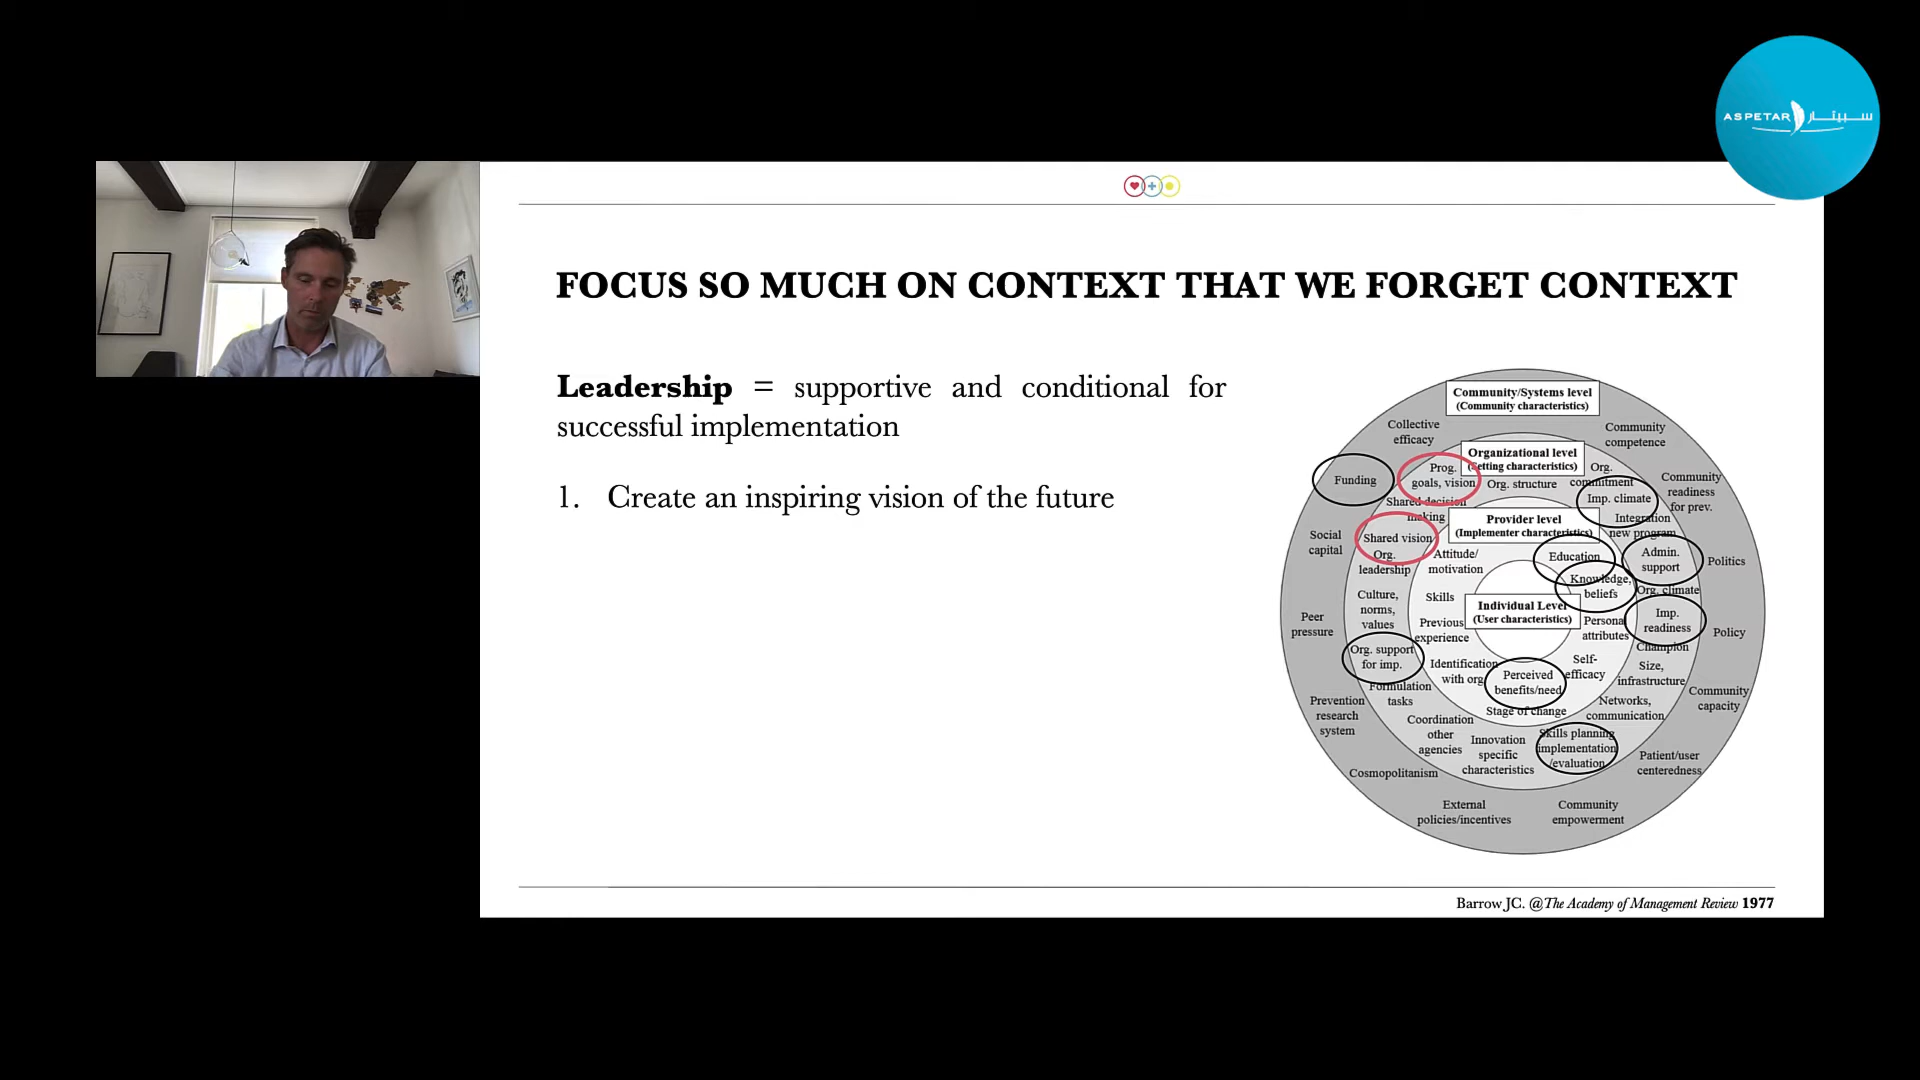 ASPETAR سبيتار
FOCUS SO MUCH ON CONTEXT THAT WE FORGET CONTEXT
Leadership = supportive and conditional for
successful implementation
1. Create an inspiring vision of the future
Community/Systems level
(Community characteristics)
Collective
efficacy
Community
competence
Organizational level
(Setting characteristics)
Funding
Prog.
goals, vision
Org. structure
Org.
commitment
Community
readiness
for prev.
Shared decision
making
Imp. climate
Integration
new program
Provider level
(Implementer characteristics)
Social
capital
Shared vision
Org.
leadership
Attitude/
motivation
Education
Admin.
support
Politics
Knowledge,
beliefs
Org. climate
Culture,
norms,
values
Skills
Individual Level
(User characteristics)
Imp.
readiness
Peer
pressure
Previous
experience
Personal
attributes
Policy
Champion
Org. support
for imp.
Identification
with org.
Perceived
benefits/need
Self-
efficacy
Size,
infrastructure
Formulation
tasks
Stage of change
Networks,
communication
Community
capacity
Prevention
research
system
Coordination
other
agencies
Innovation
specific
characteristics
Skills planning
implementation
/evaluation
Patient/user
centeredness
Cosmopolitanism
External
policies/incentives
Community
empowerment
Barrow JC. @The Academy of Management Review 1977